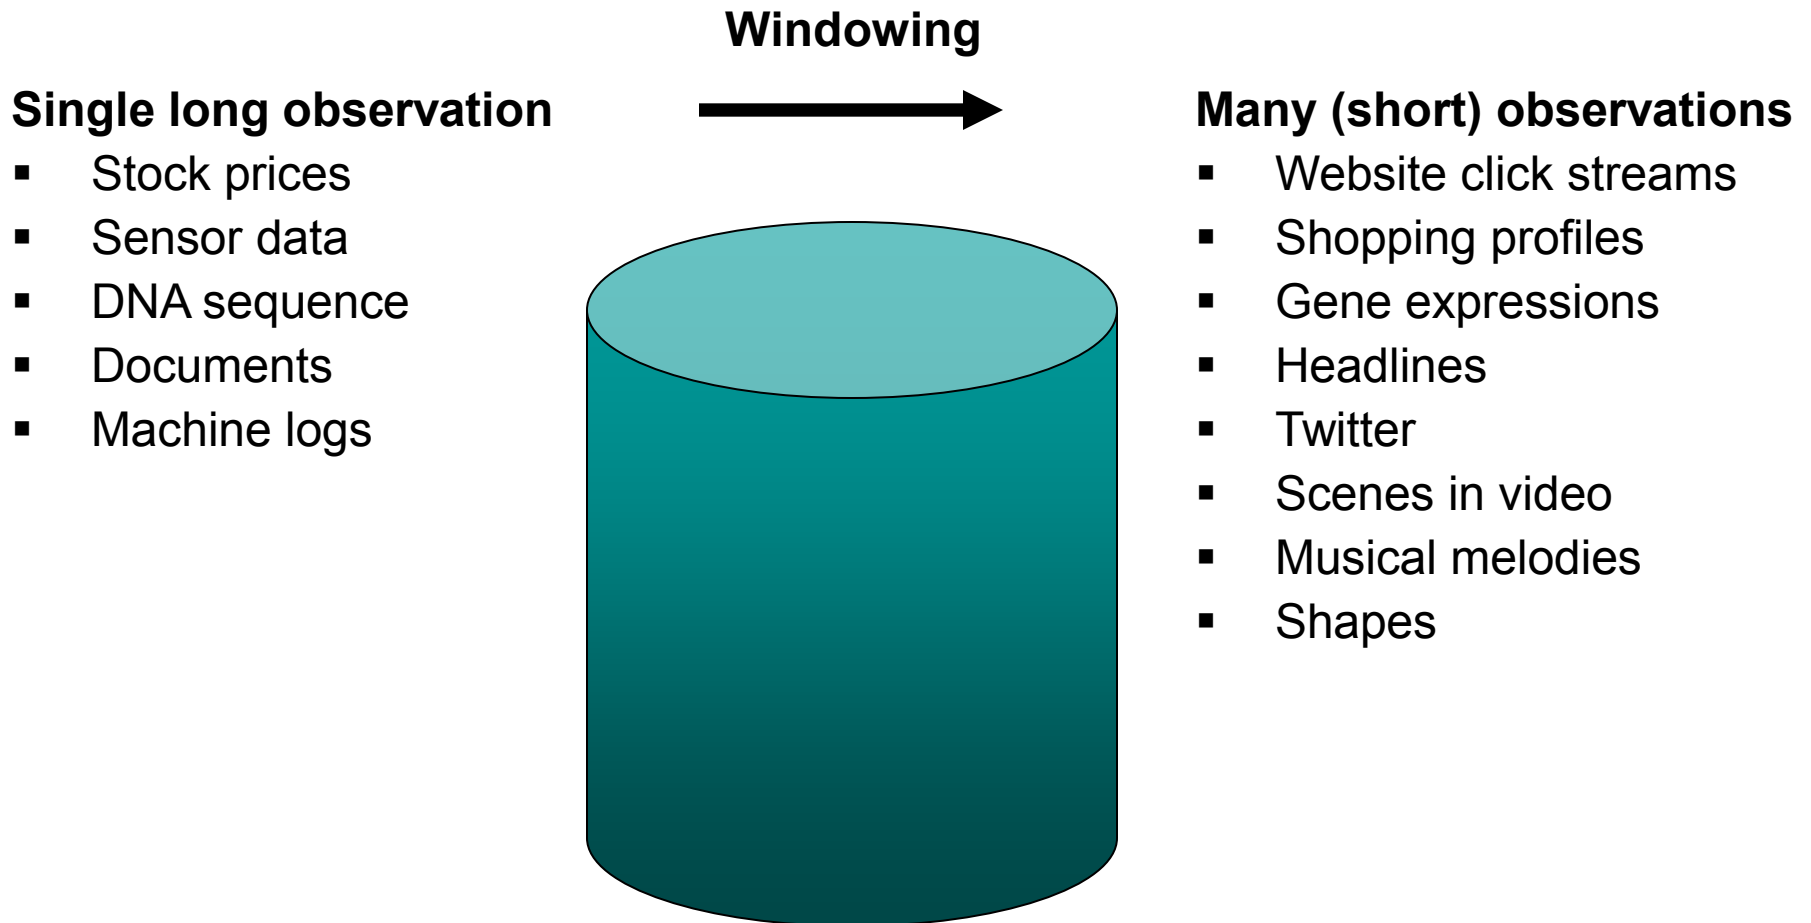 Windowing
Single long observation
▪ Stock prices
▪ Sensor data
▪ DNA sequence
▪ Documents
▪ Machine logs
Many (short) observations
▪ Website click streams
▪ Shopping profiles
▪ Gene expressions
▪ Headlines
▪ Twitter
▪ Scenes in video
▪ Musical melodies
▪ Shapes